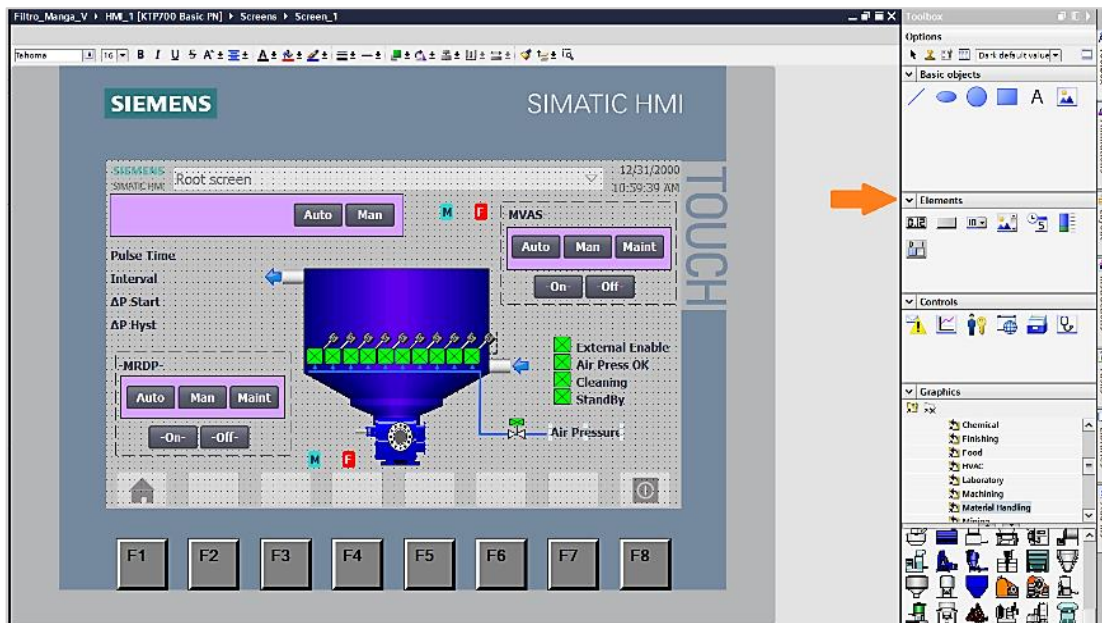 Filtro_Manga_V ▸ HMI_1 [KTP700 Basic PN] ▸ Screens ▸ Screen_1
Toolbox
Options
Tahoma 16 B I U S A
Dark default value
Basic objects
A
SIEMENS
SIMATIC HMI
TOUCH
SIEMENS
SIMATIC HMI
Root screen
12/31/2000
10:59:39 AM
Auto Man
M F
MVAS
Auto Man Maint
-On- -Off-
Pulse Time
Interval
ΔP Start
ΔP Hyst
-MRDP-
Auto Man Maint
-On- -Off-
External Enable
Air Press OK
Cleaning
StandBy
Air Pressure
M F
F1 F2 F3 F4 F5 F6 F7 F8
Elements
Controls
Graphics
Chemical
Finishing
Food
HVAC
Laboratory
Machining
Material Handling
Mining